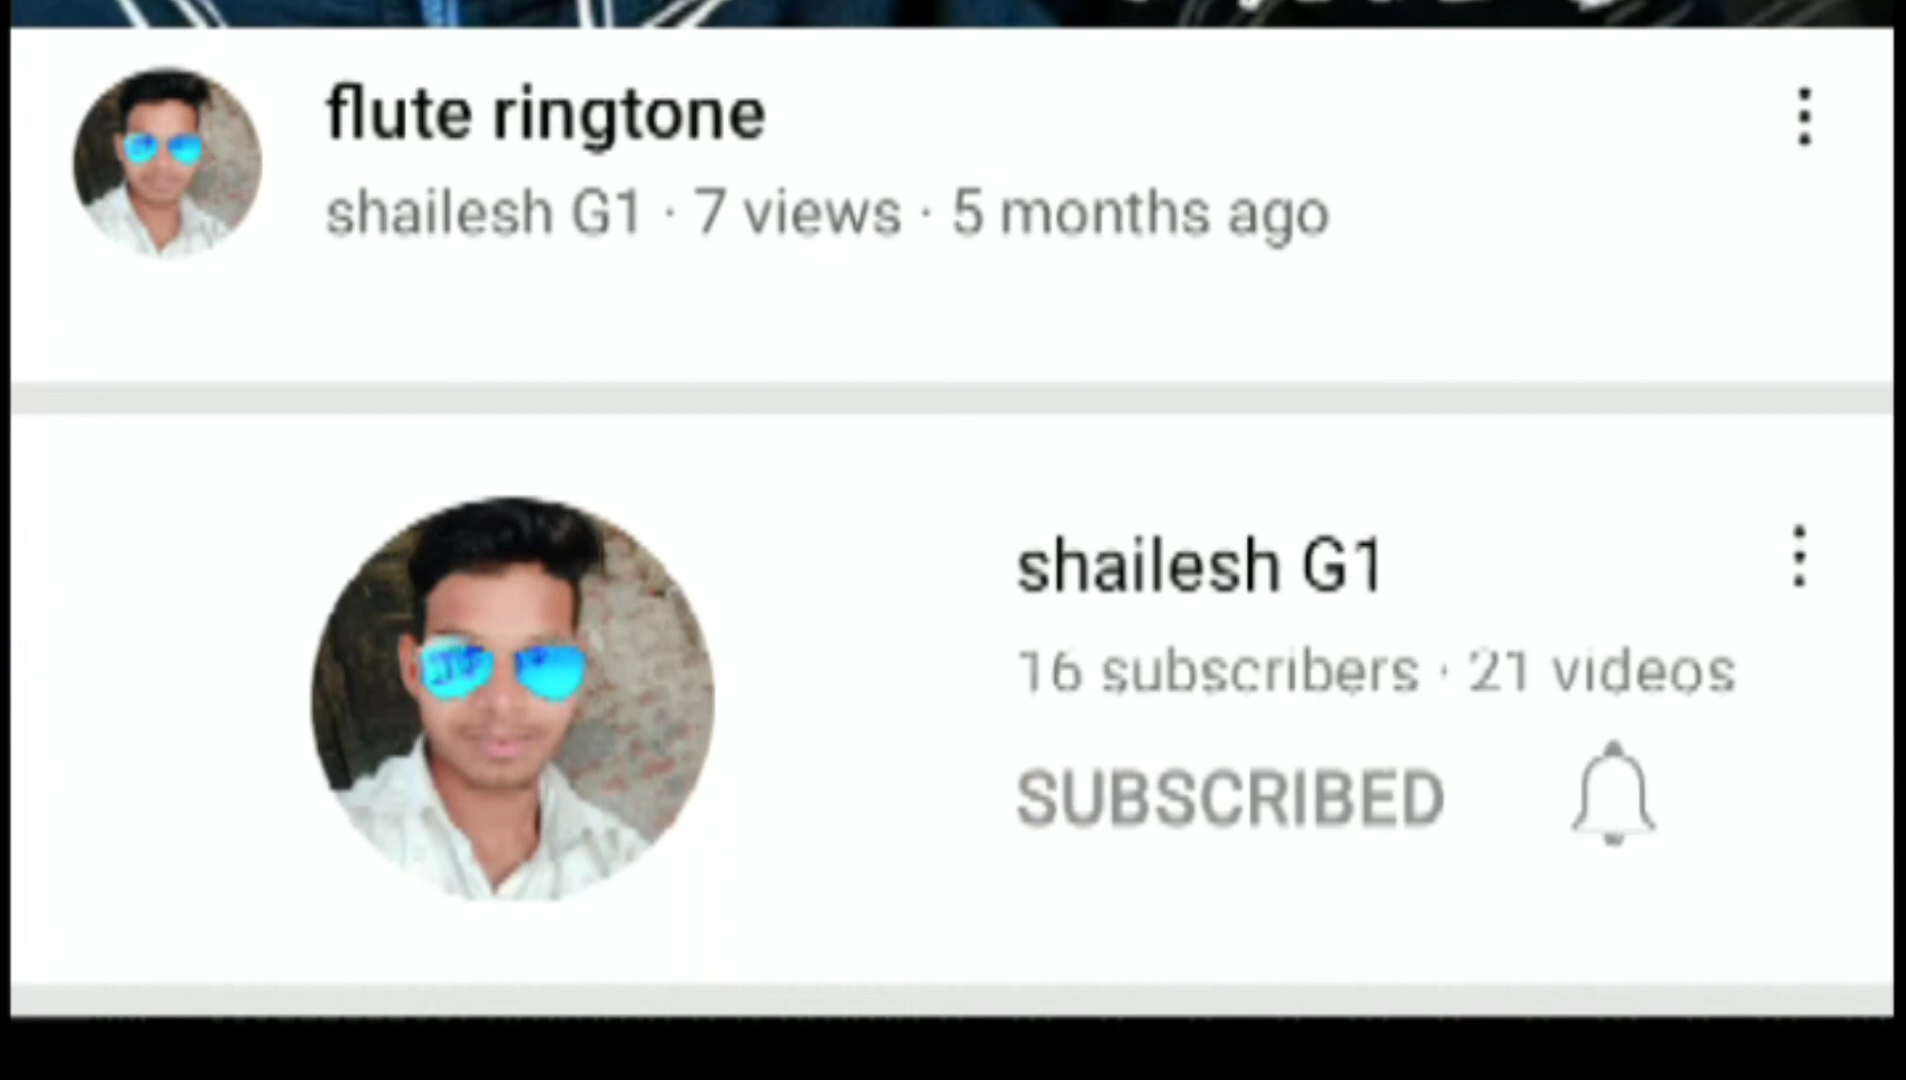 flute ringtone
shailesh G1 · 7 views · 5 months ago
shailesh G1
16 subscribers · 21 videos
SUBSCRIBED